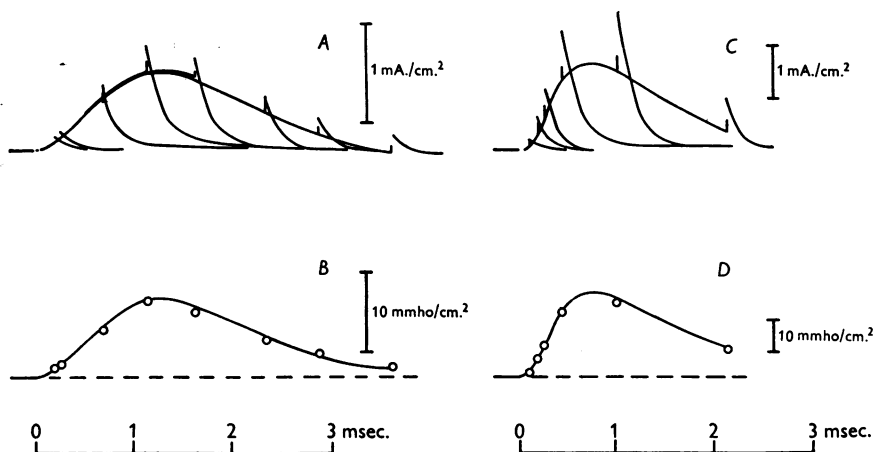 A
1 mA./cm.²
C
1 mA./cm.²
B
10 mmho/cm.²
D
10 mmho/cm.²
0 1 2 3 msec.
0 1 2 3 msec.